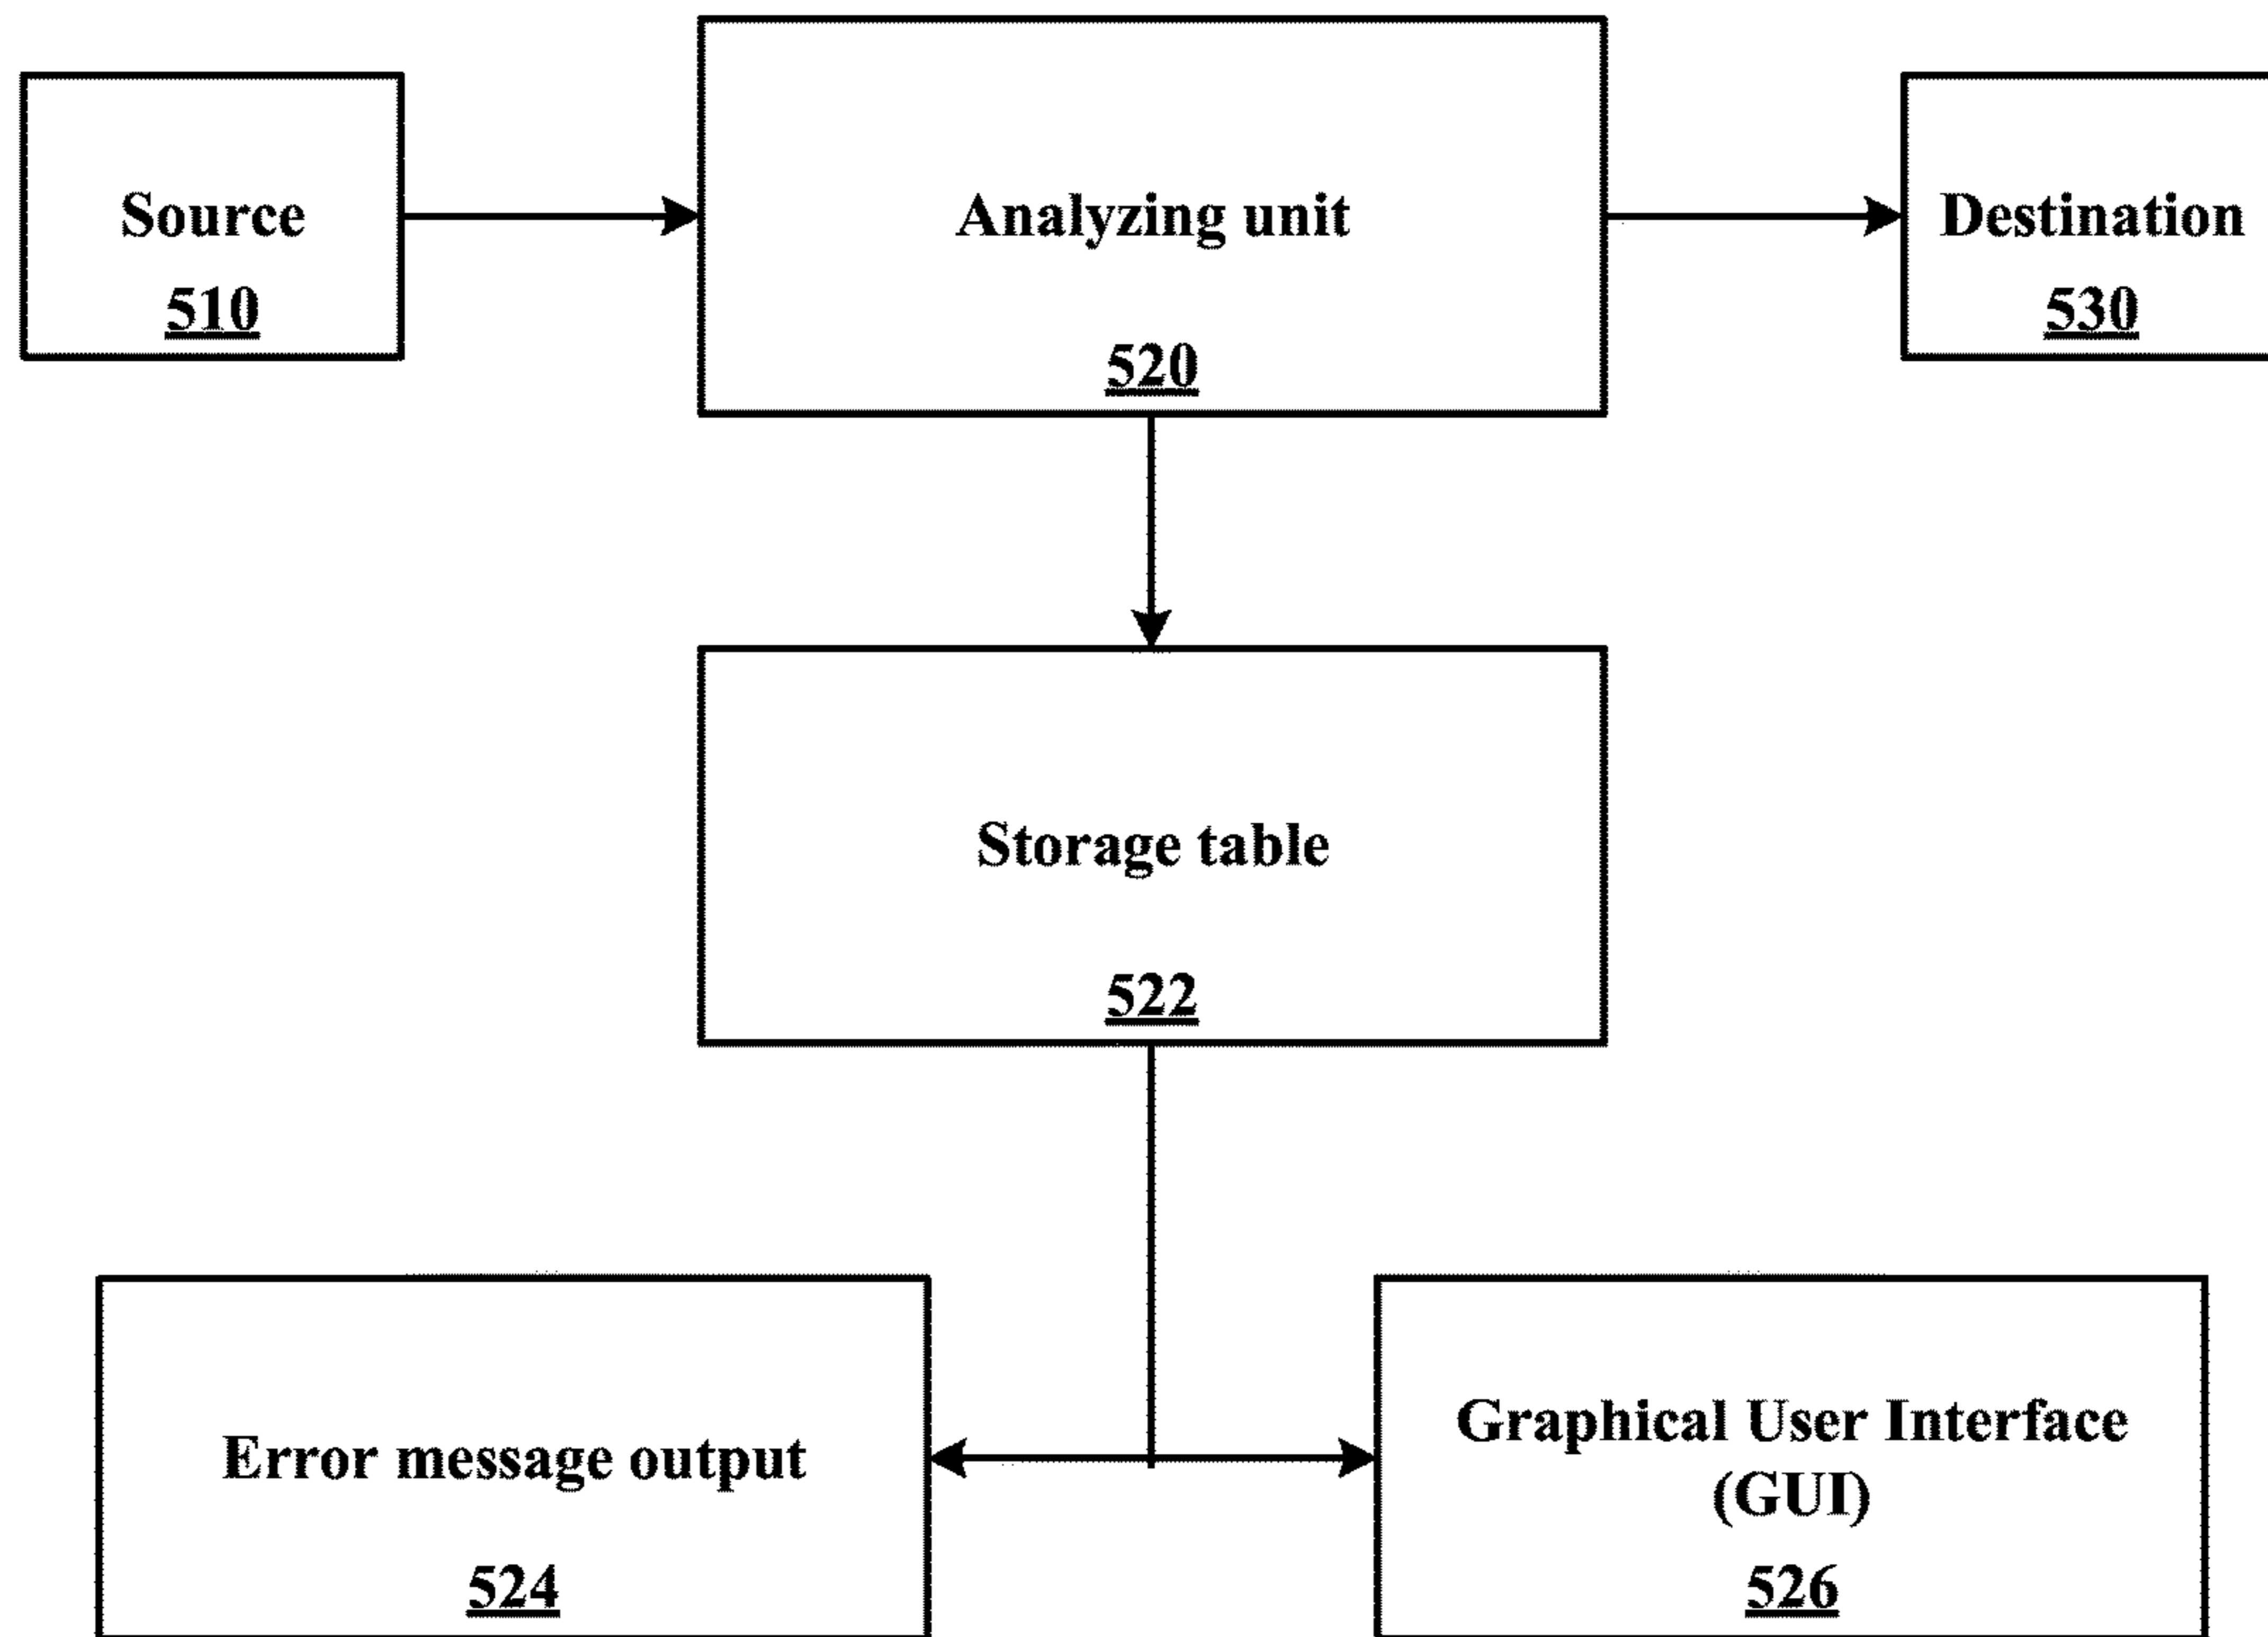 Source
510
Analyzing unit
520
Destination
530
Storage table
522
Error message output
524
Graphical User Interface
(GUI)
526